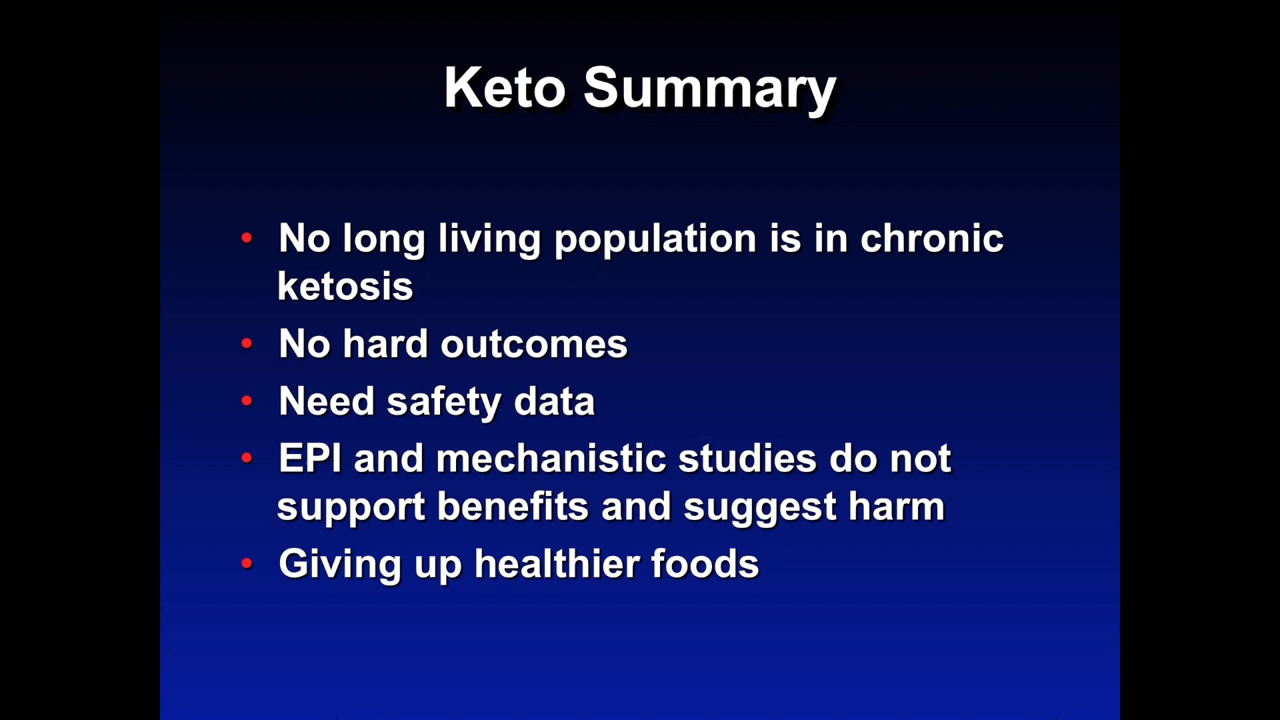 Keto Summary
• No long living population is in chronic
ketosis
• No hard outcomes
• Need safety data
• EPI and mechanistic studies do not
support benefits and suggest harm
• Giving up healthier foods